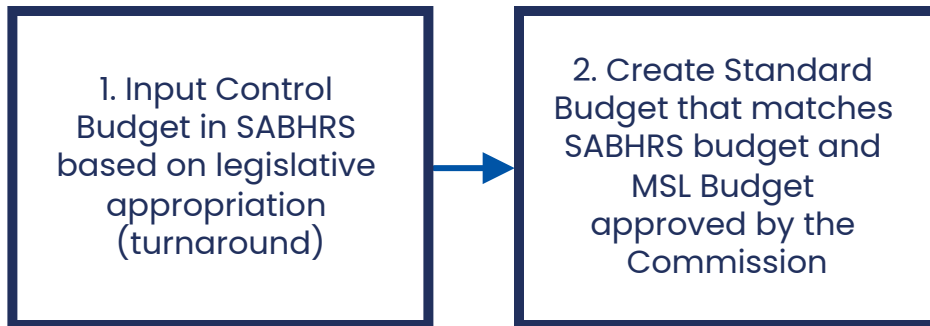 1. Input Control
Budget in SABHRS
based on legislative
appropriation
(turnaround)
2. Create Standard
Budget that matches
SABHRS budget and
MSL Budget
approved by the
Commission